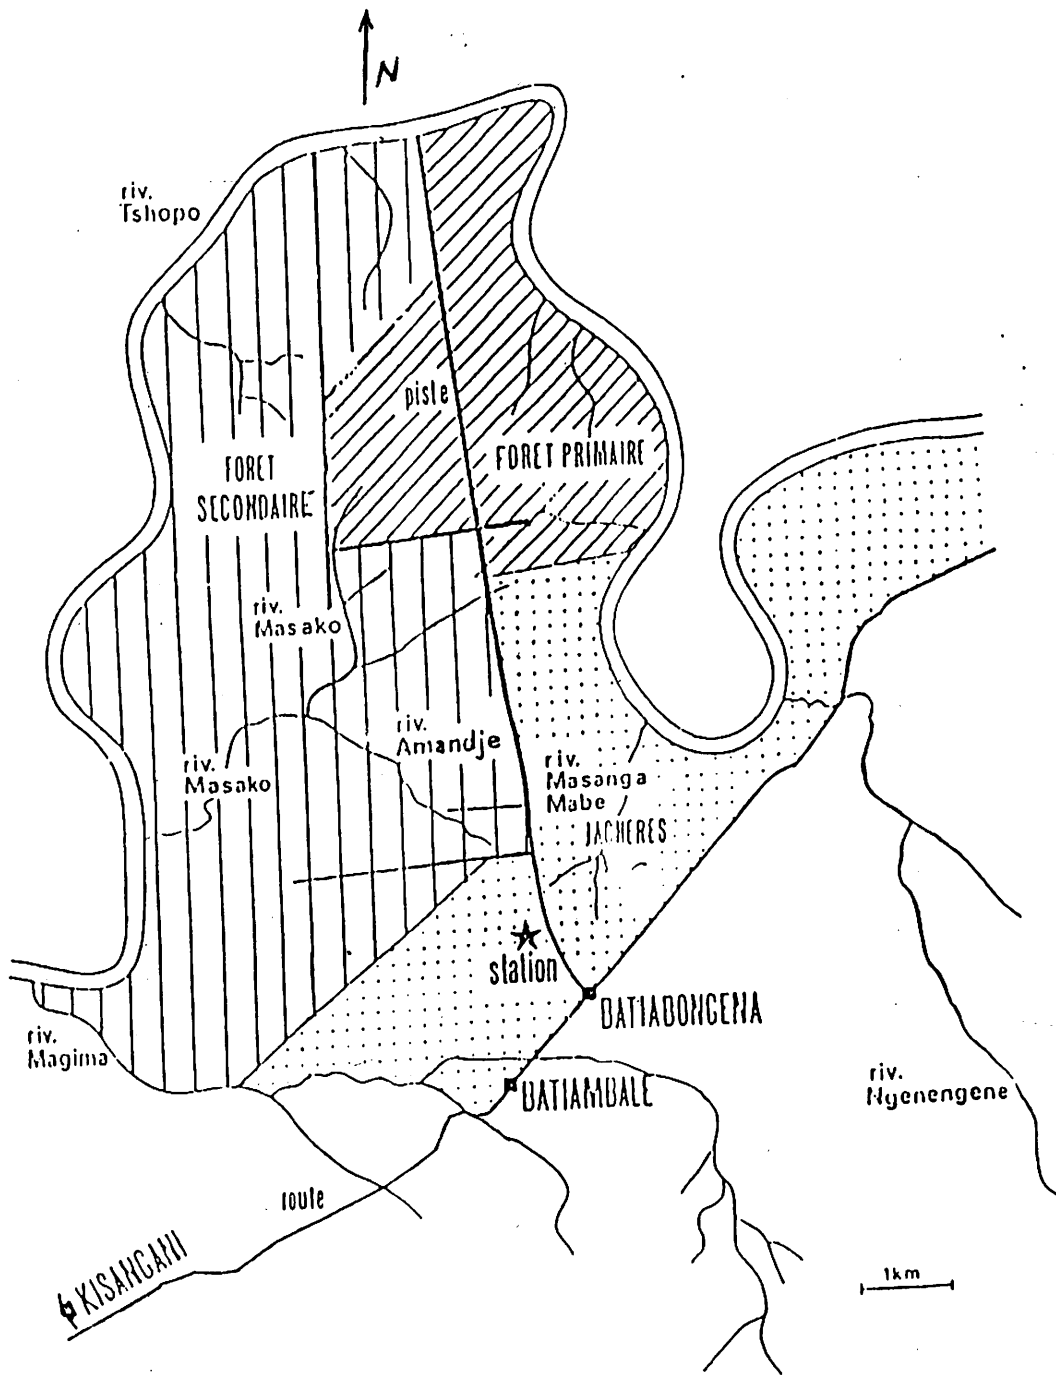 N
riv.
Tshopo
piste
FORET PRIMAIRE
FORET
SECONDAIRE
riv.
Masako
riv.
Amandje
riv.
Masako
riv.
Masanga
Mabe
JACHERES
station
BATIABONGENA
riv.
Magima
BATIAMBALE
riv.
Nyenengene
route
KISANGANI
1km